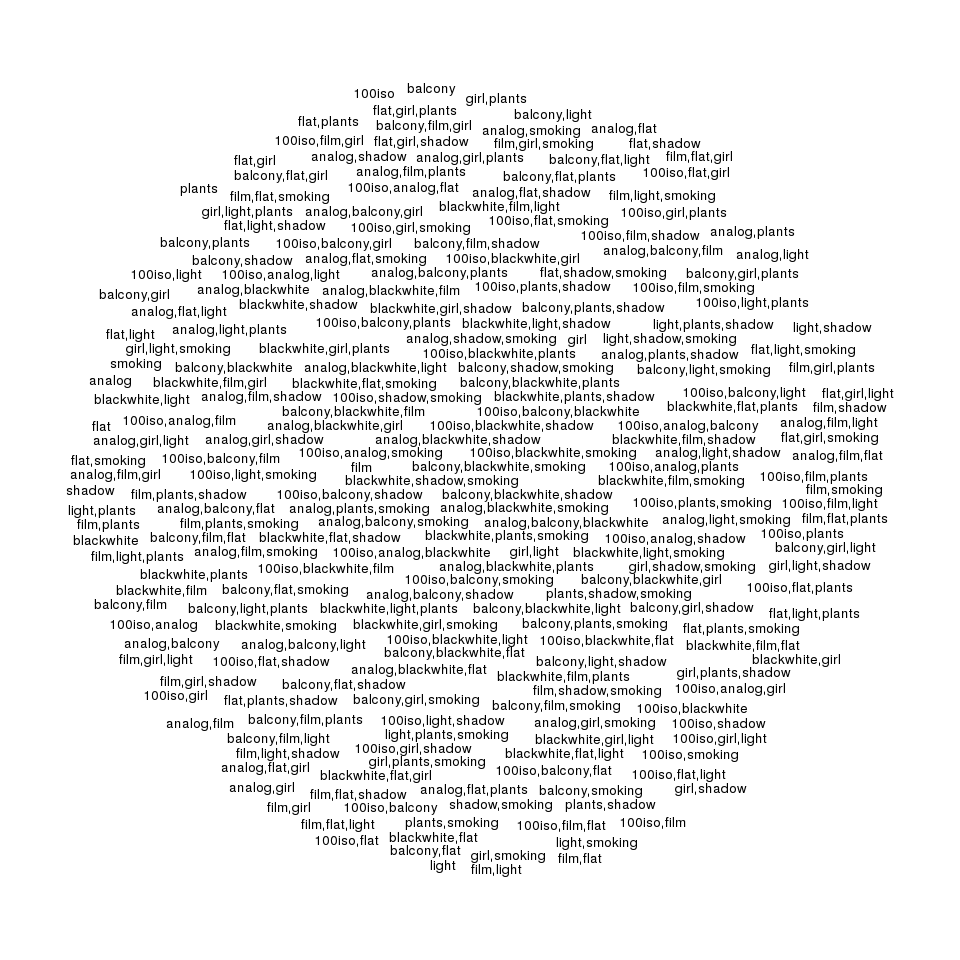 balcony
100iso
girl,plants
flat,girl,plants
balcony,light
flat,plants
balcony,film,girl
analog,smoking
analog,flat
100iso,film,girl
flat,girl,shadow
film,girl,smoking
flat,shadow
flat,girl
analog,shadow
analog,girl,plants
balcony,flat,light
film,flat,girl
balcony,flat,girl
analog,film,plants
balcony,flat,plants
100iso,flat,girl
plants
film,flat,smoking
100iso,analog,flat
analog,flat,shadow
film,light,smoking
girl,light,plants
analog,balcony,girl
blackwhite,film,light
100iso,girl,plants
flat,light,shadow
100iso,girl,smoking
100iso,flat,smoking
100iso,film,shadow
analog,plants
balcony,plants
100iso,balcony,girl
balcony,film,shadow
analog,balcony,film
analog,light
balcony,shadow
analog,flat,smoking
100iso,blackwhite,girl
100iso,light
100iso,analog,light
analog,balcony,plants
flat,shadow,smoking
balcony,girl,plants
balcony,girl
analog,blackwhite
analog,blackwhite,film
100iso,plants,shadow
100iso,film,smoking
analog,flat,light
blackwhite,shadow
blackwhite,girl,shadow
balcony,plants,shadow
100iso,light,plants
flat,light
analog,light,plants
100iso,balcony,plants
blackwhite,light,shadow
light,plants,shadow
light,shadow
girl,light,smoking
blackwhite,girl,plants
analog,shadow,smoking
girl
light,shadow,smoking
100iso,blackwhite,plants
analog,plants,shadow
flat,light,smoking
smoking
balcony,blackwhite
analog,blackwhite,light
balcony,shadow,smoking
balcony,light,smoking
film,girl,plants
analog
blackwhite,film,girl
blackwhite,flat,smoking
balcony,blackwhite,plants
blackwhite,light
analog,film,shadow
100iso,shadow,smoking
blackwhite,plants,shadow
100iso,balcony,light
flat,girl,light
balcony,blackwhite,film
100iso,balcony,blackwhite
blackwhite,flat,plants
film,shadow
flat
100iso,analog,film
analog,blackwhite,girl
100iso,blackwhite,shadow
100iso,analog,balcony
analog,film,light
analog,girl,light
analog,girl,shadow
analog,blackwhite,shadow
blackwhite,film,shadow
flat,girl,smoking
flat,smoking
100iso,balcony,film
100iso,analog,smoking
100iso,blackwhite,smoking
analog,light,shadow
analog,film,flat
analog,film,girl
100iso,light,smoking
film
balcony,blackwhite,smoking
100iso,analog,plants
100iso,film,plants
blackwhite,shadow,smoking
blackwhite,film,smoking
shadow
film,plants,shadow
100iso,balcony,shadow
balcony,blackwhite,shadow
film,smoking
light,plants
analog,balcony,flat
analog,plants,smoking
analog,blackwhite,smoking
100iso,plants,smoking
100iso,film,light
film,plants
film,plants,smoking
analog,balcony,smoking
analog,balcony,blackwhite
analog,light,smoking
film,flat,plants
blackwhite
balcony,film,flat
blackwhite,flat,shadow
blackwhite,plants,smoking
100iso,analog,shadow
100iso,plants
film,light,plants
analog,film,smoking
100iso,analog,blackwhite
girl,light
blackwhite,light,smoking
balcony,girl,light
blackwhite,plants
100iso,blackwhite,film
analog,blackwhite,plants
girl,shadow,smoking
girl,light,shadow
blackwhite,film
balcony,flat,smoking
100iso,balcony,smoking
balcony,blackwhite,girl
100iso,flat,plants
balcony,film
analog,balcony,shadow
plants,shadow,smoking
balcony,light,plants
blackwhite,light,plants
balcony,blackwhite,light
balcony,girl,shadow
flat,light,plants
100iso,analog
blackwhite,smoking
blackwhite,girl,smoking
balcony,plants,smoking
flat,plants,smoking
analog,balcony
analog,balcony,light
100iso,blackwhite,light
100iso,blackwhite,flat
blackwhite,film,flat
film,girl,light
100iso,flat,shadow
balcony,blackwhite,flat
balcony,light,shadow
blackwhite,girl
analog,blackwhite,flat
blackwhite,film,plants
girl,plants,shadow
film,girl,shadow
balcony,flat,shadow
film,shadow,smoking
100iso,analog,girl
100iso,girl
flat,plants,shadow
balcony,girl,smoking
balcony,film,smoking
100iso,blackwhite
analog,film
balcony,film,plants
100iso,light,shadow
analog,girl,smoking
100iso,shadow
balcony,film,light
light,plants,smoking
blackwhite,girl,light
100iso,girl,light
film,light,shadow
100iso,girl,shadow
blackwhite,flat,light
100iso,smoking
analog,flat,girl
girl,plants,smoking
blackwhite,flat,girl
100iso,balcony,flat
100iso,flat,light
analog,girl
film,flat,shadow
analog,flat,plants
balcony,smoking
girl,shadow
film,girl
100iso,balcony
shadow,smoking
plants,shadow
film,flat,light
plants,smoking
100iso,film,flat
100iso,film
100iso,flat
blackwhite,flat
light,smoking
balcony,flat
girl,smoking
film,flat
light
film,light